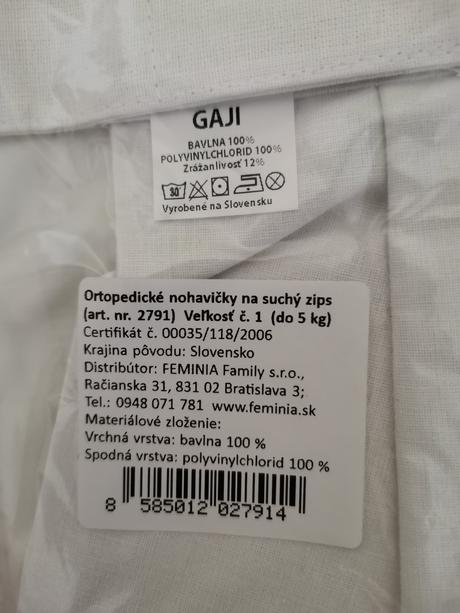 GAJI
BAVLNA 100%
POLYVINYLCHLORID 100%
Zrážanlivosť 12%
30
Vyrobené na Slovensku
Ortopedické nohavičky na suchý zips
(art. nr. 2791) Veľkosť č. 1 (do 5 kg)
Certifikát č. 00035/118/2006
Krajina pôvodu: Slovensko
Distribútor: FEMINIA Family s.r.o.,
Račianska 31, 831 02 Bratislava 3;
Tel.: 0948 071 781 www.feminia.sk
Materiálové zloženie:
Vrchná vrstva: bavlna 100 %
Spodná vrstva: polyvinylchlorid 100 %
8 585012 027914